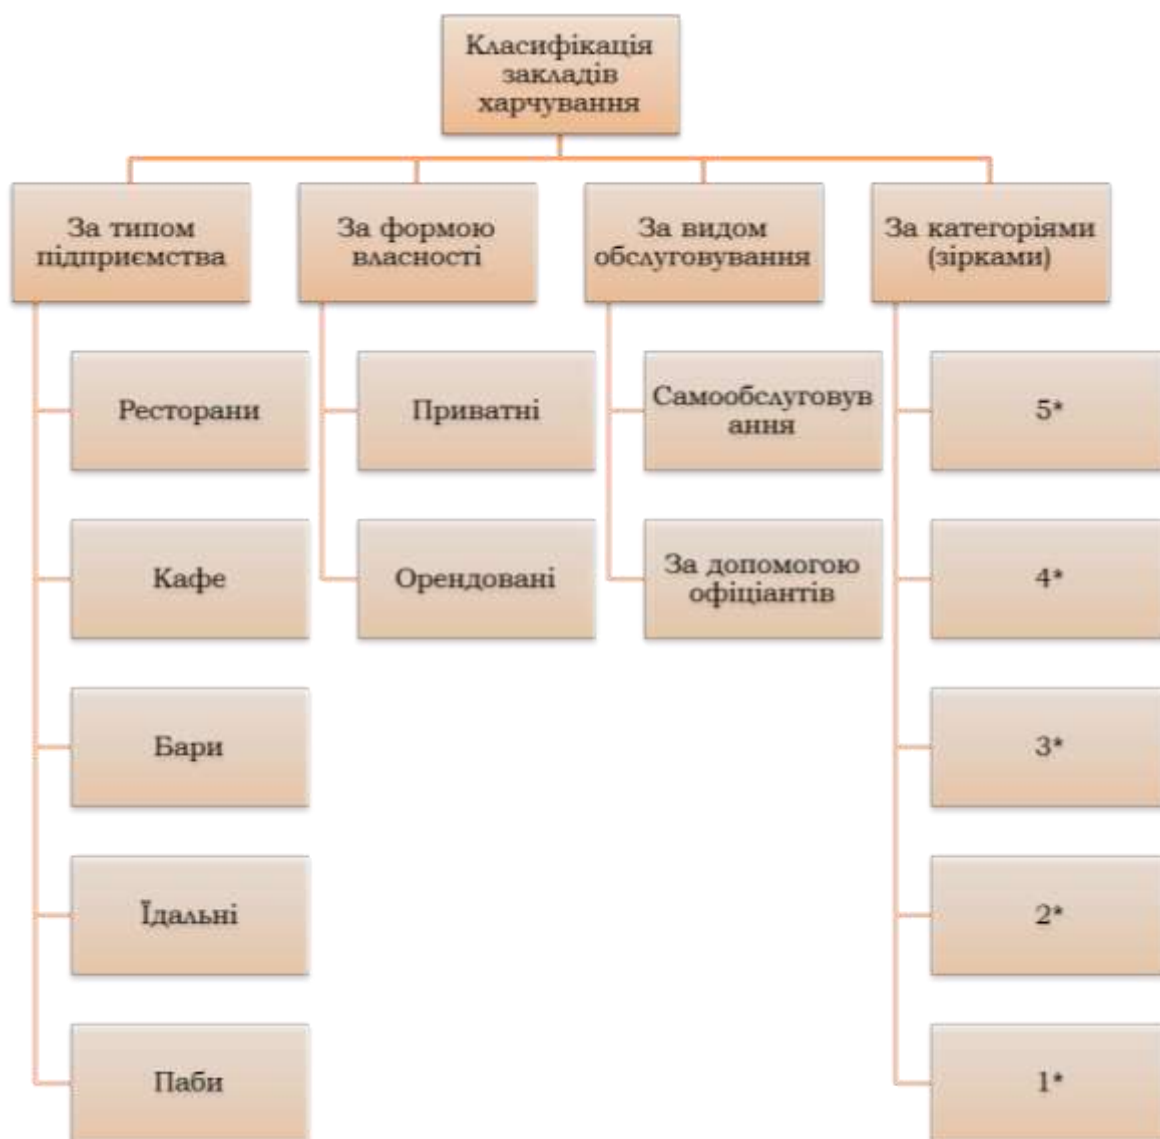 Класифікація
закладів
харчування
За типом
підприємства
За формою
власності
За видом
обслуговування
За категоріями
(зірками)
Ресторани
Кафе
Бари
Їдальні
Паби
Приватні
Орендовані
Самообслуговув
ання
За допомогою
офіціантів
5*
4*
3*
2*
1*